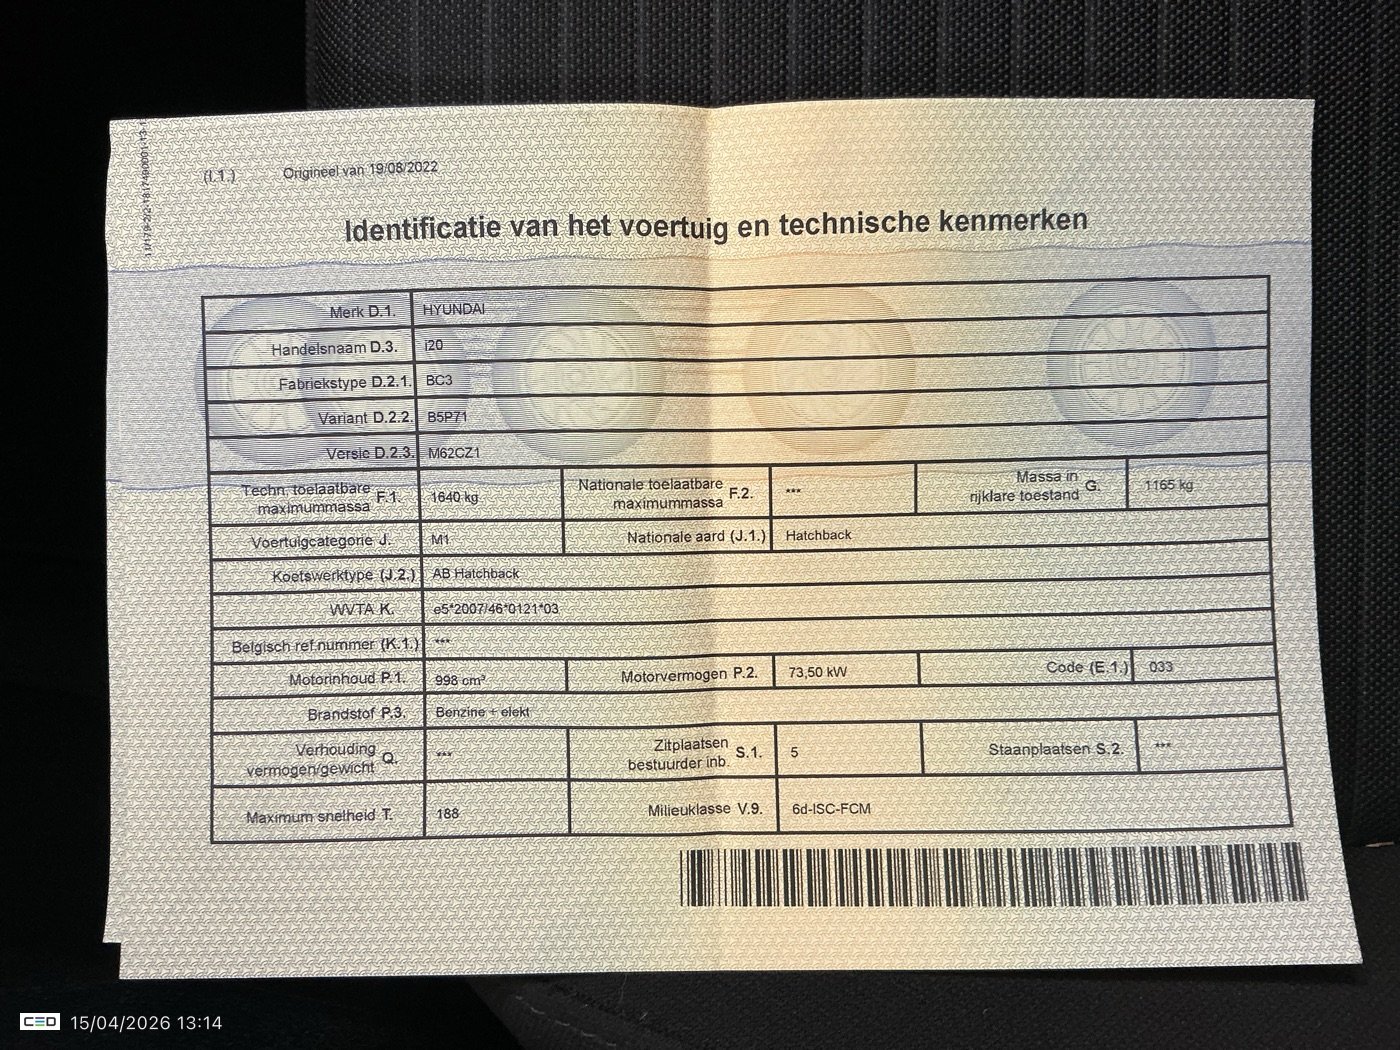 (I.1.) Origineel van 19/08/2022
Identificatie van het voertuig en technische kenmerken
Merk D.1. HYUNDAI
Handelsnaam D.3. i20
Fabriekstype D.2.1. BC3
Variant D.2.2. B5P71
Versie D.2.3. M62CZ1
Techn. toelaatbare maximummassa F.1. 1640 kg Nationale toelaatbare maximummassa F.2. *** Massa in rijklare toestand G. 1165 kg
Voertuigcategorie J. M1 Nationale aard (J.1.) Hatchback
Koetswerktype (J.2.) AB Hatchback
WVTA K. e5*2007/46*0121*03
Belgisch ref.nummer (K.1.) ***
Motorinhoud P.1. 998 cm³ Motorvermogen P.2. 73,50 kW Code (E.1.) 033
Brandstof P.3. Benzine + elekt
Verhouding vermogen/gewicht Q. *** Zitplaatsen bestuurder inb. S.1. 5 Staanplaatsen S.2. ***
Maximum snelheid T. 188 Milieuklasse V.9. 6d-ISC-FCM
CED 15/04/2026 13:14